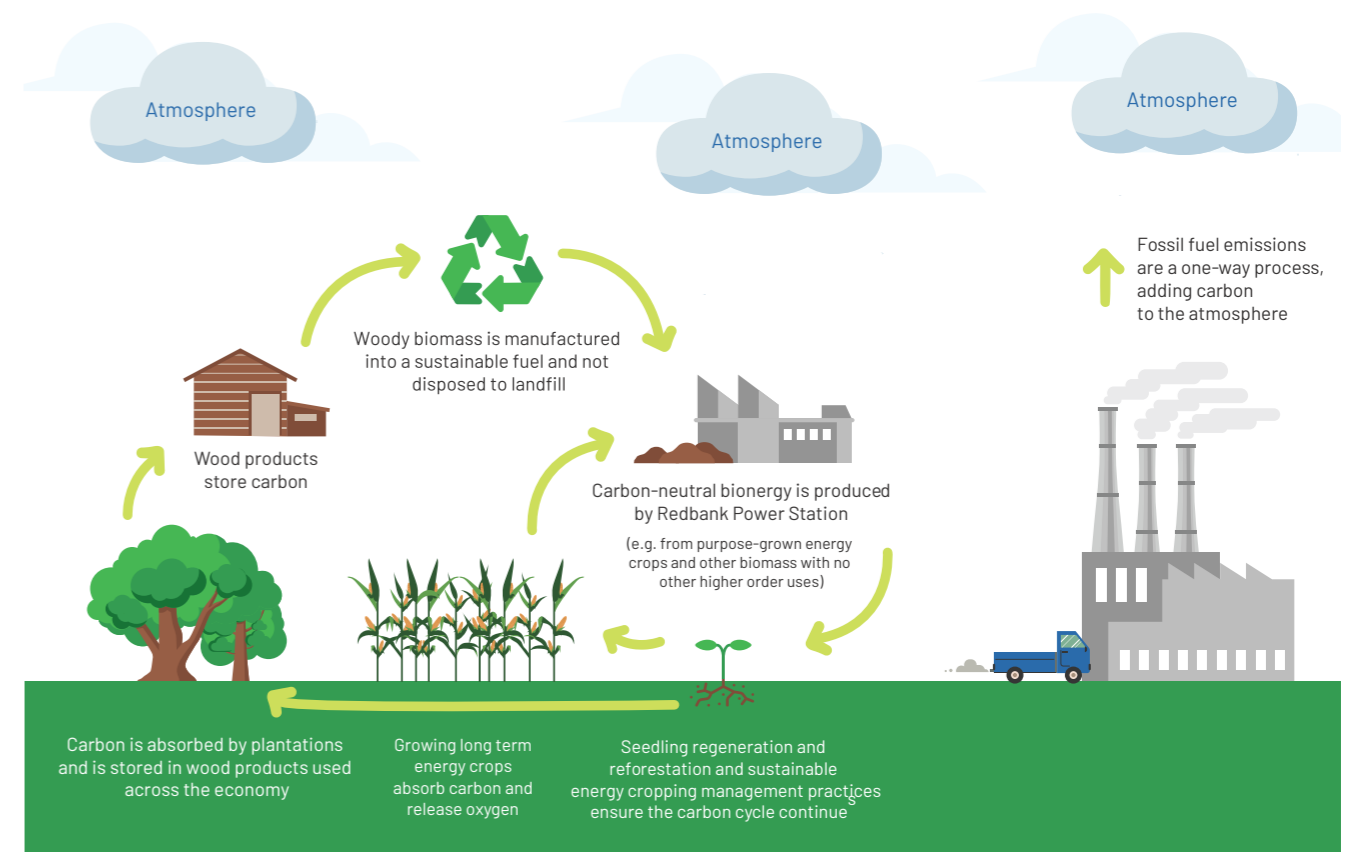 Atmosphere
Atmosphere
Atmosphere
Fossil fuel emissions
are a one-way process,
adding carbon
to the atmosphere
Woody biomass is manufactured
into a sustainable fuel and not
disposed to landfill
Wood products
store carbon
Carbon-neutral bionergy is produced
by Redbank Power Station
(e.g. from purpose-grown energy
crops and other biomass with no
other higher order uses)
Carbon is absorbed by plantations
and is stored in wood products used
across the economy
Growing long term
energy crops
absorb carbon and
release oxygen
Seedling regeneration and
reforestation and sustainable
energy cropping management practices
ensure the carbon cycle continues